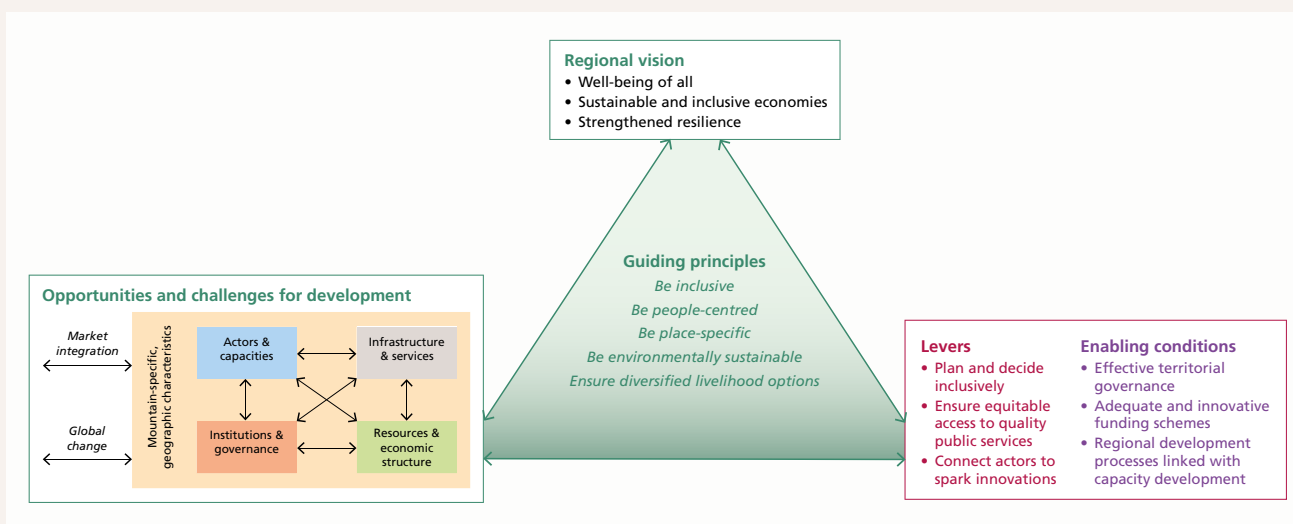 Regional vision
• Well-being of all
• Sustainable and inclusive economies
• Strengthened resilience
Guiding principles
Be inclusive
Be people-centred
Be place-specific
Be environmentally sustainable
Ensure diversified livelihood options
Opportunities and challenges for development
Market
integration
Global
change
Mountain-specific,
geographic characteristics
Actors &
capacities
Infrastructure
& services
Institutions &
governance
Resources &
economic
structure
Levers
• Plan and decide
inclusively
• Ensure equitable
access to quality
public services
• Connect actors to
spark innovations
Enabling conditions
• Effective territorial
governance
• Adequate and innovative
funding schemes
• Regional development
processes linked with
capacity development